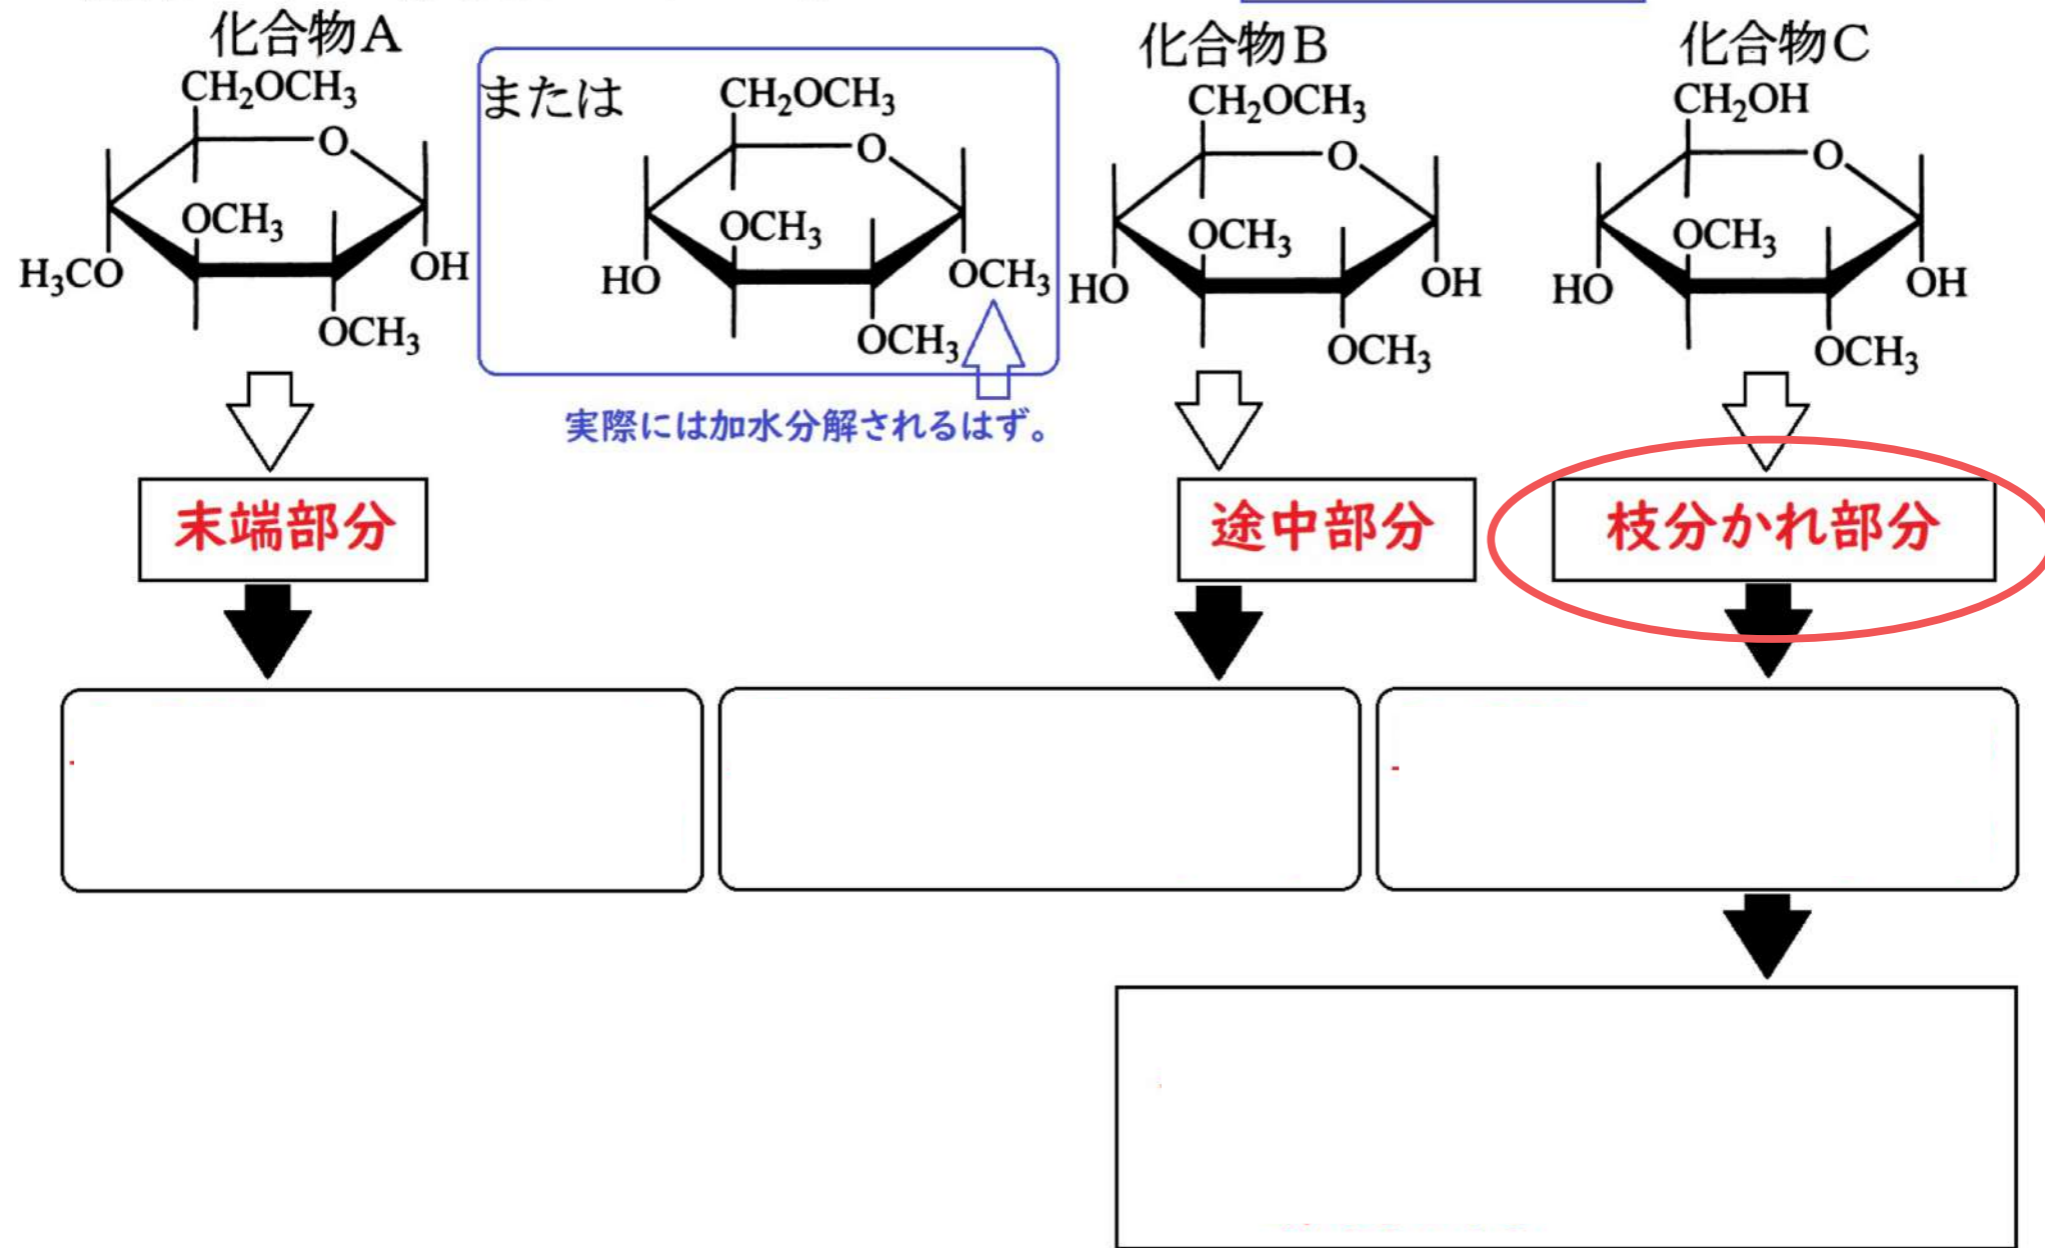 化合物A
CH₂OCH₃
O
OCH₃
H₃CO
OH
OCH₃
または
CH₂OCH₃
O
OCH₃
HO
OCH₃
OCH₃
実際には加水分解されるはず。
化合物B
CH₂OCH₃
O
OCH₃
HO
OH
OCH₃
化合物C
CH₂OH
O
OCH₃
HO
OH
OCH₃
末端部分
途中部分
枝分かれ部分